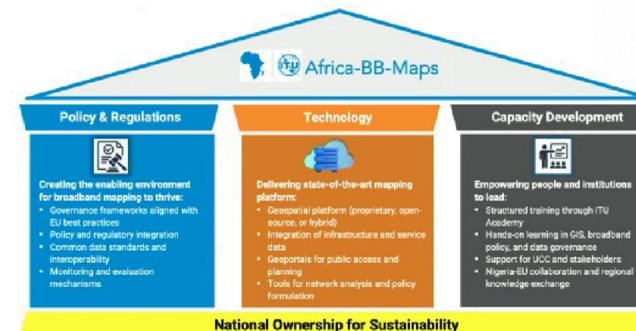 Africa-BB-Maps
Policy & Regulations
Creating the enabling environment
for broadband mapping to thrive:
• Governance frameworks aligned with
EU best practices
• Policy and regulatory integration
• Common data standards and
interoperability
• Monitoring and evaluation
mechanisms
Technology
Delivering state-of-the-art mapping
platform:
• Geospatial platform (proprietary, open-
source, or hybrid)
• Integration of infrastructure and service
data
• Geoportals for public access and
planning
• Tools for network analysis and policy
formulation
Capacity Development
Empowering people and institutions
to lead:
• Structured training through ITU
Academy
• Hands-on learning in GIS, broadband
policy, and data governance
• Support for UCC and stakeholders
• Nigeria-EU collaboration and regional
knowledge exchange
National Ownership for Sustainability